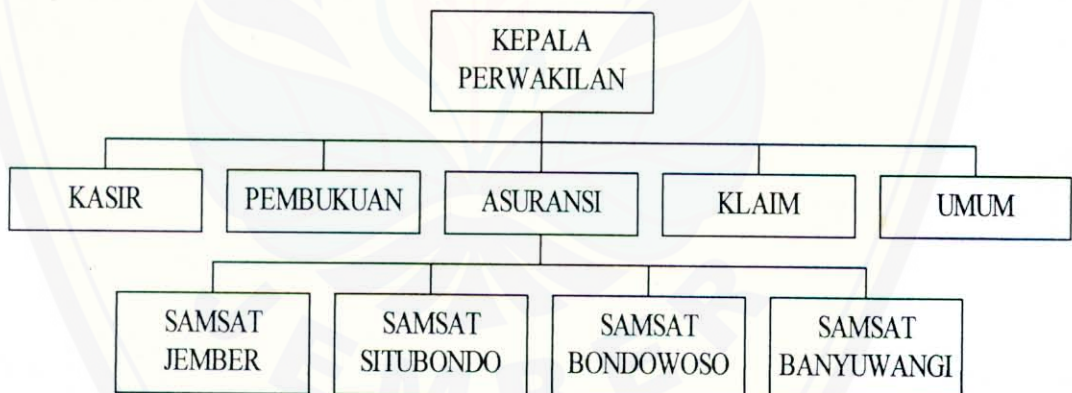 KEPALA
PERWAKILAN
KASIR
PEMBUKUAN
ASURANSI
KLAIM
UMUM
SAMSAT
JEMBER
SAMSAT
SITUBONDO
SAMSAT
BONDOWOSO
SAMSAT
BANYUWANGI